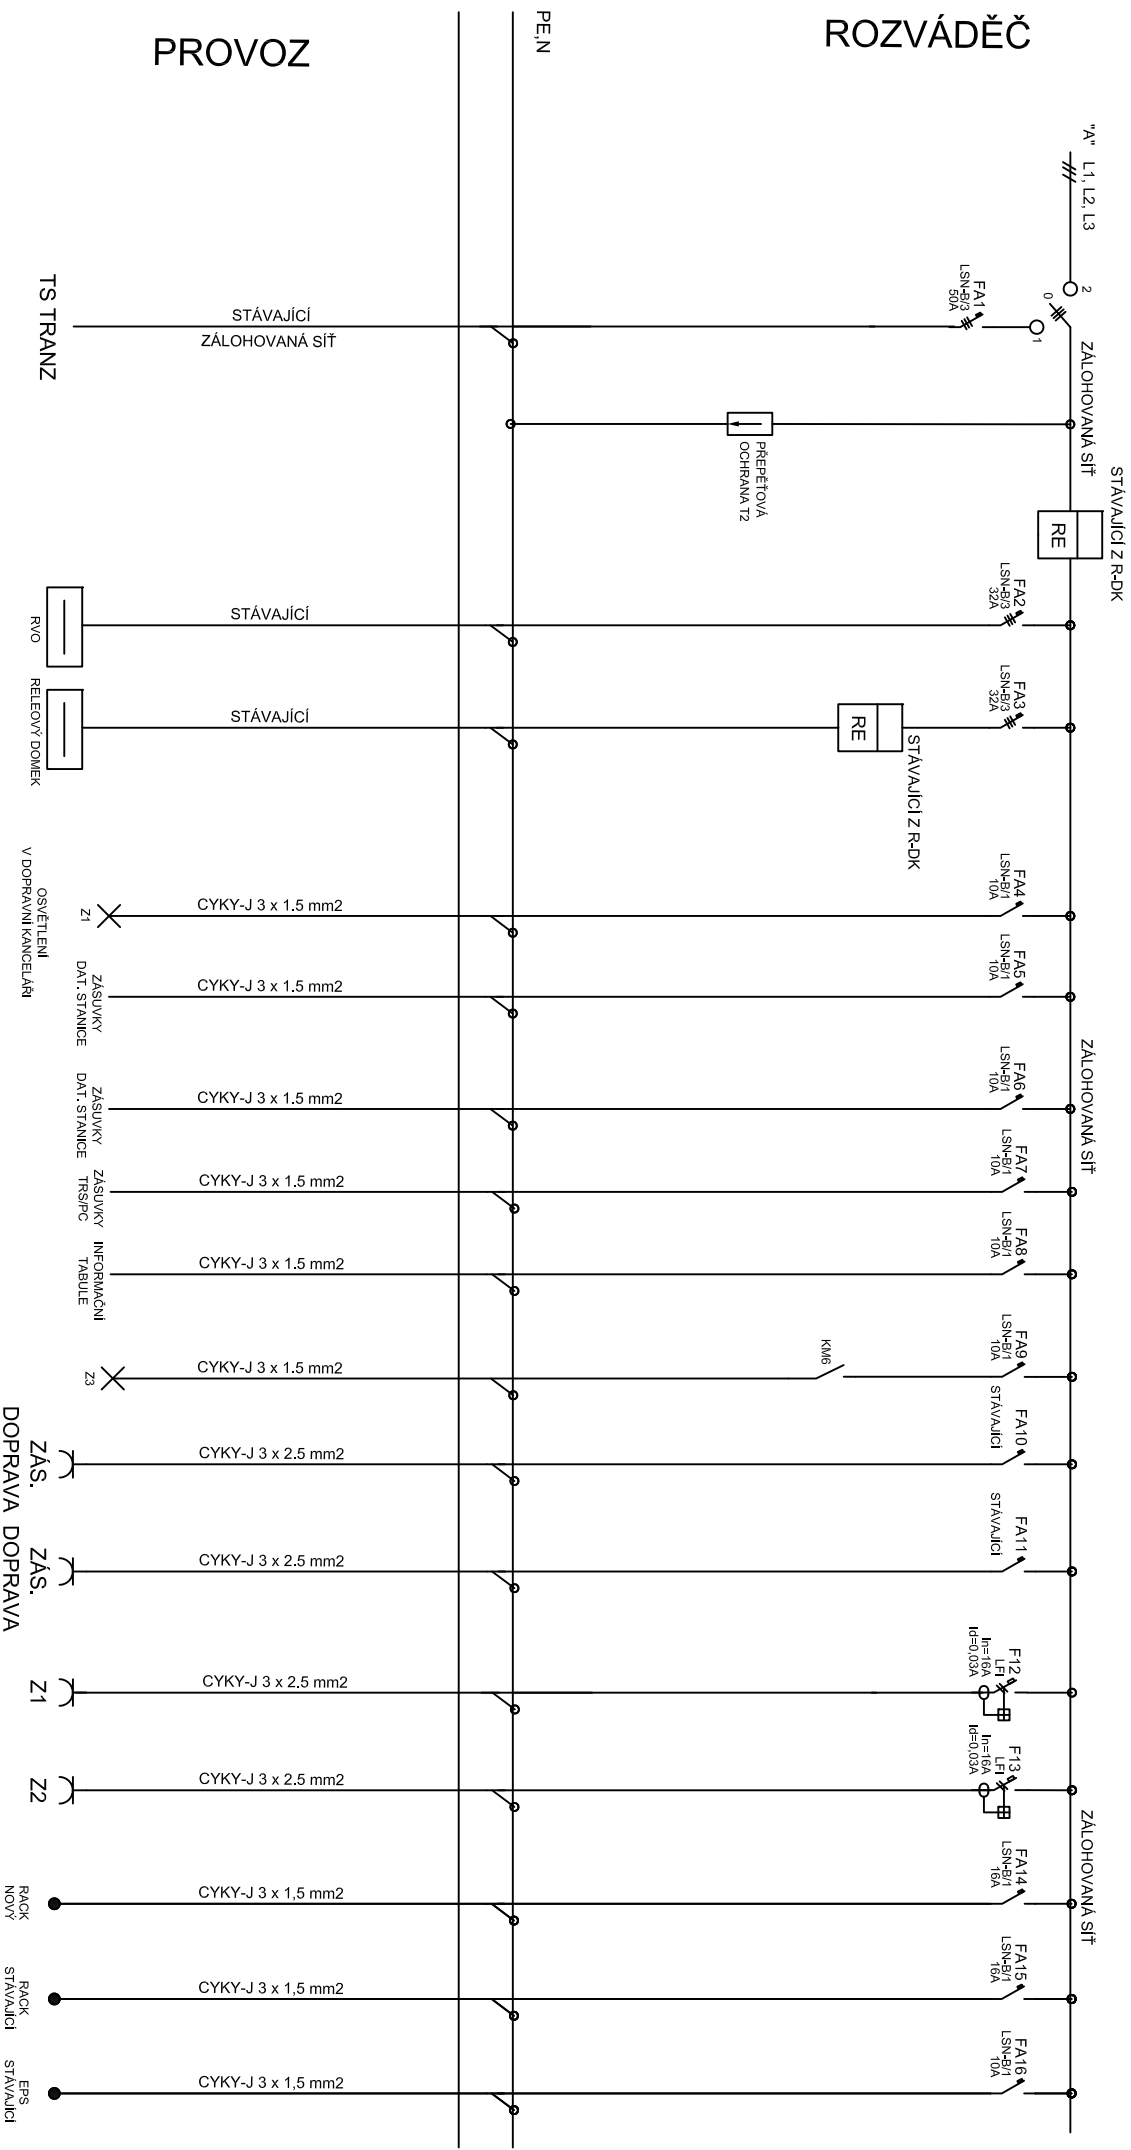 PROVOZ
PE,N
ROZVÁDĚČ
"A" L1, L2, L3
2
0
1
FA1
LSN-B/3
50A
ZÁLOHOVANÁ SÍŤ
STÁVAJÍCÍ
ZÁLOHOVANÁ SÍŤ
TS TRANZ
PŘEPĚŤOVÁ
OCHRANA T2
STÁVAJÍCÍ Z R-DK
RE
FA2
LSN-B/3
32A
STÁVAJÍCÍ
RVO
FA3
LSN-B/3
32A
RE
STÁVAJÍCÍ Z R-DK
STÁVAJÍCÍ
RELEOVÝ DOMEK
FA4
LSN-B/1
10A
CYKY-J 3 x 1.5 mm2
Z1
OSVĚTLENÍ
V DOPRAVNÍ KANCELÁŘI
FA5
LSN-B/1
10A
CYKY-J 3 x 1.5 mm2
ZÁSUVKY
DAT. STANICE
ZÁLOHOVANÁ SÍŤ
FA6
LSN-B/1
10A
CYKY-J 3 x 1.5 mm2
ZÁSUVKY
DAT. STANICE
FA7
LSN-B/1
10A
CYKY-J 3 x 1.5 mm2
ZÁSUVKY
TRS/PC
FA8
LSN-B/1
10A
CYKY-J 3 x 1.5 mm2
INFORMAČNÍ
TABULE
FA9
LSN-B/1
10A
KM6
CYKY-J 3 x 1.5 mm2
Z3
FA10
STÁVAJÍCÍ
CYKY-J 3 x 2.5 mm2
ZÁS.
DOPRAVA
FA11
STÁVAJÍCÍ
CYKY-J 3 x 2.5 mm2
ZÁS.
DOPRAVA
F12
LFI
In=16A
Id=0,03A
CYKY-J 3 x 2.5 mm2
Z1
F13
LFI
In=16A
Id=0,03A
CYKY-J 3 x 2.5 mm2
Z2
ZÁLOHOVANÁ SÍŤ
FA14
LSN-B/1
16A
CYKY-J 3 x 1,5 mm2
RACK
NOVÝ
FA15
LSN-B/1
16A
CYKY-J 3 x 1,5 mm2
RACK
STÁVAJÍCÍ
FA16
LSN-B/1
10A
CYKY-J 3 x 1,5 mm2
EPS
STÁVAJÍCÍ